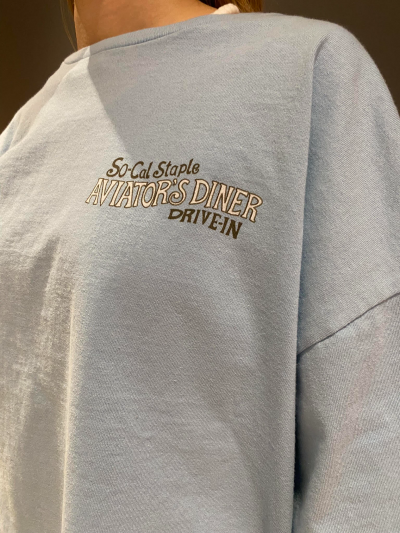 So-Cal Staple
AVIATOR'S DINER
DRIVE-IN